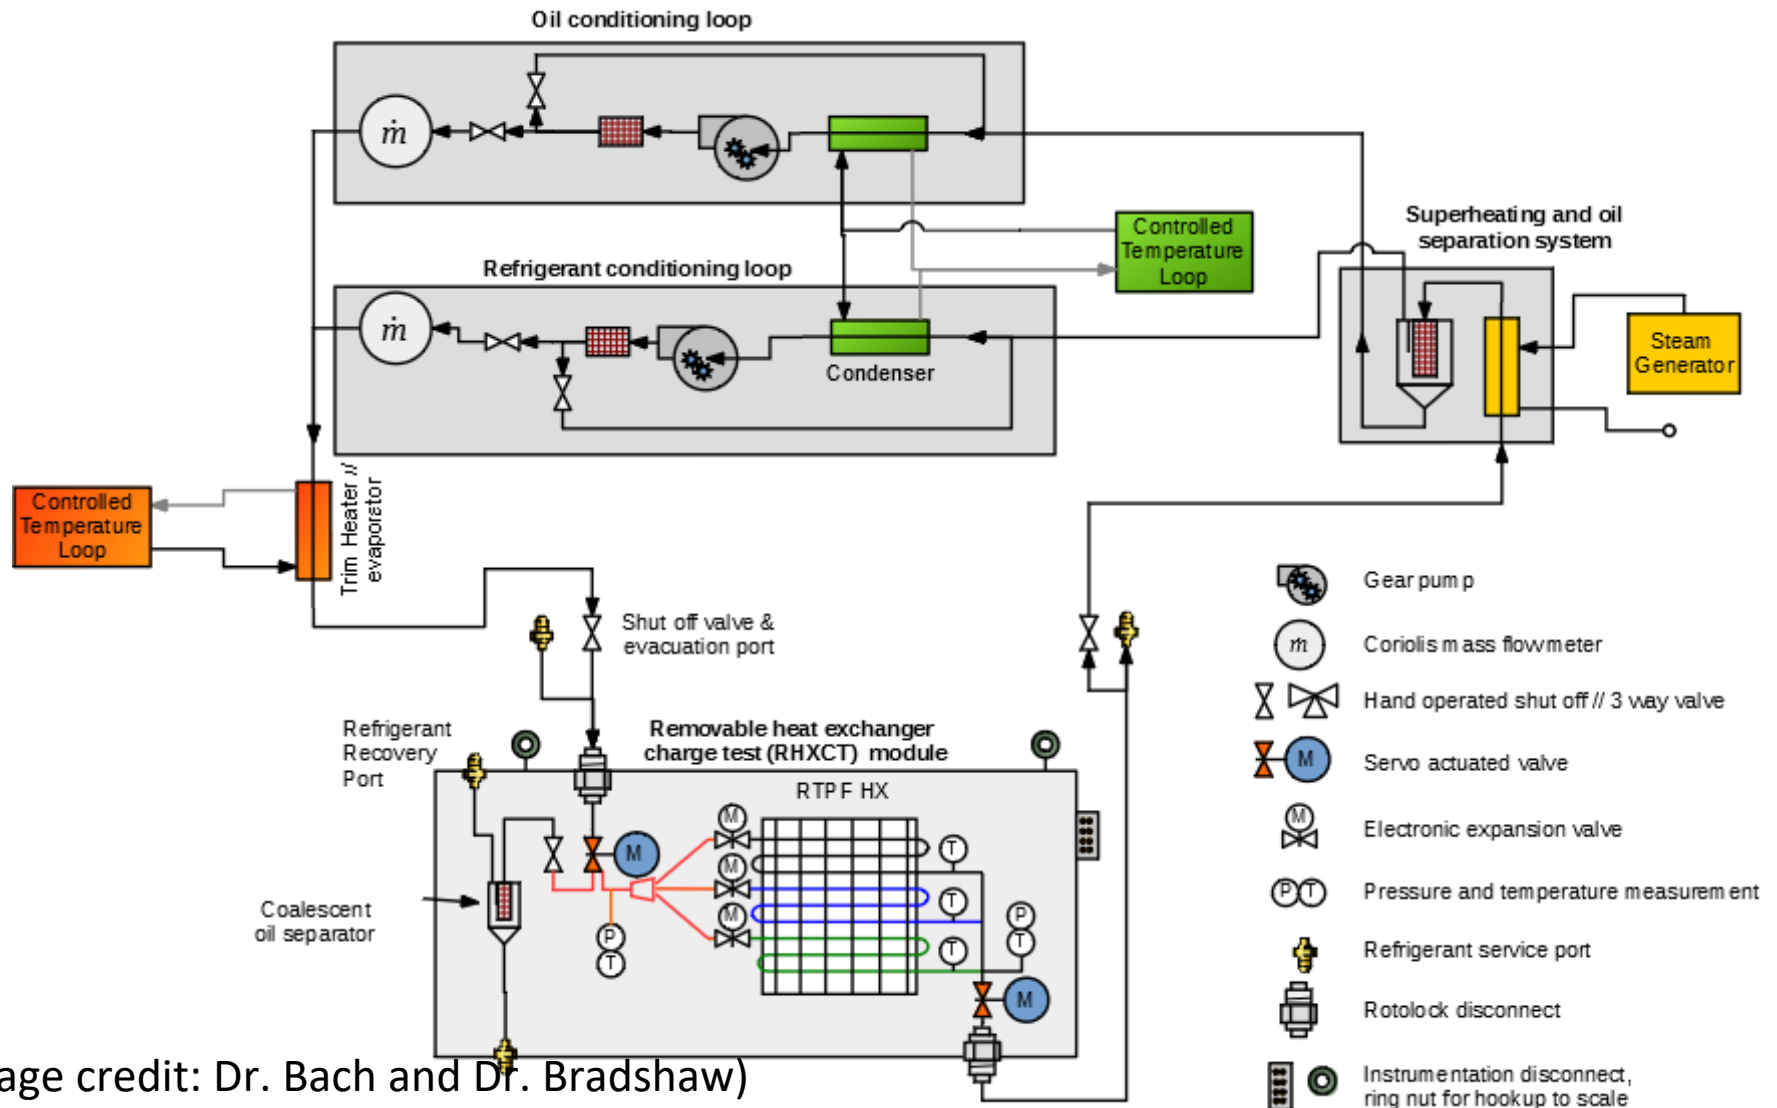 Oil conditioning loop
ṁ
Controlled
Temperature
Loop
Superheating and oil
separation system
Refrigerant conditioning loop
ṁ
Condenser
Steam
Generator
Controlled
Temperature
Loop
Trim Heater //
evaporator
Shut off valve &
evacuation port
Refrigerant
Recovery
Port
Removable heat exchanger
charge test (RHXCT) module
RTPF HX
M
M
M
M
T
T
T
P
T
P
T
M
Coalescent
oil separator
Gear pump
ṁ
Coriolis mass flowmeter
Hand operated shut off // 3 way valve
M
Servo actuated valve
M
Electronic expansion valve
P T
Pressure and temperature measurement
Refrigerant service port
Rotolock disconnect
Instrumentation disconnect,
ring nut for hookup to scale
age credit: Dr. Bach and Dr. Bradshaw)